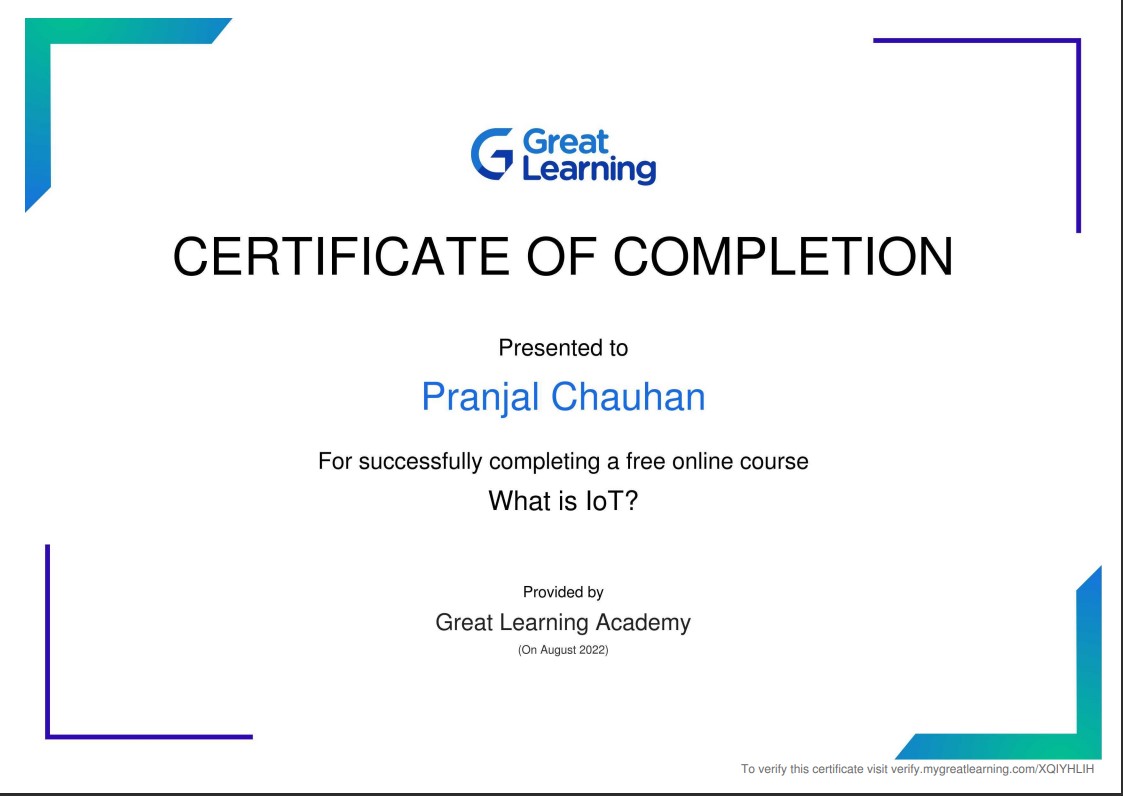 Great
Learning
CERTIFICATE OF COMPLETION
Presented to
Pranjal Chauhan
For successfully completing a free online course
What is IoT?
Provided by
Great Learning Academy
(On August 2022)
To verify this certificate visit verify.mygreatlearning.com/XQIYHLIH